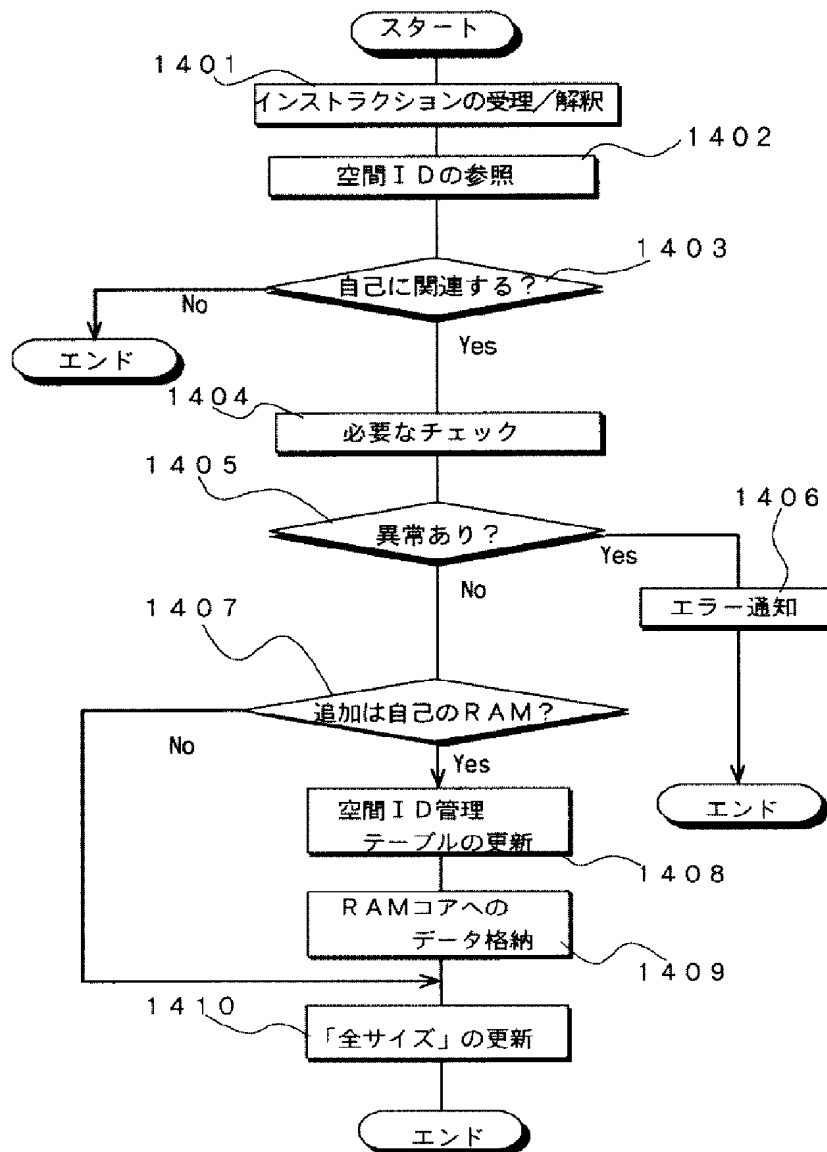 スタート
1401
インストラクションの受理／解釈
1402
空間ＩＤの参照
1403
自己に関連する？
No
Yes
エンド
1404
必要なチェック
1405
異常あり？
Yes
No
1406
エラー通知
エンド
1407
追加は自己のＲＡＭ？
No
Yes
空間ＩＤ管理
テーブルの更新
1408
ＲＡＭコアへの
データ格納
1409
1410
「全サイズ」の更新
エンド